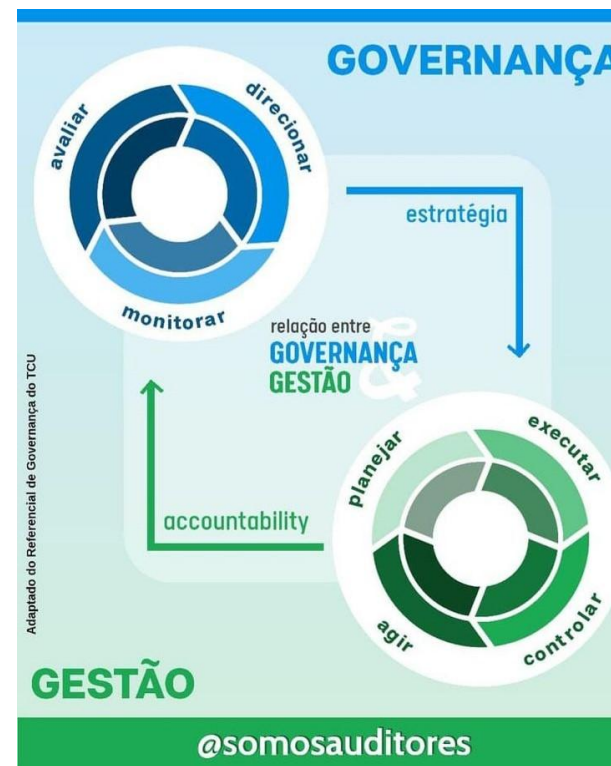 GOVERNANÇA
avaliar
direcionar
monitorar
estratégia
relação entre
GOVERNANÇA
&
GESTÃO
accountability
planejar
executar
agir
controlar
Adaptado do Referencial de Governança do TCU
GESTÃO
@somosauditores